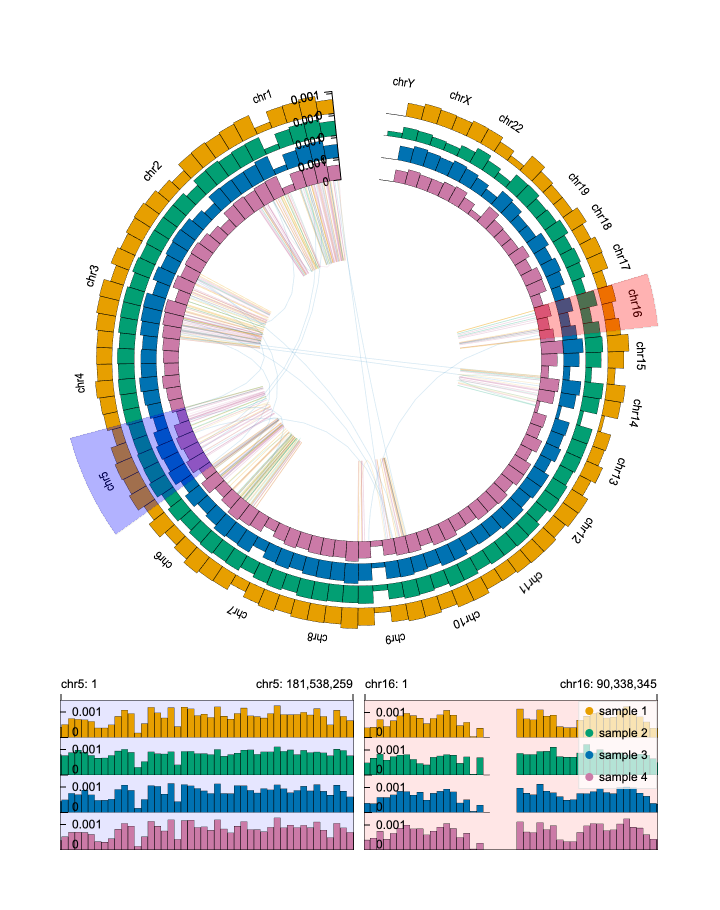 chrY
chrX
chr22
chr19
chr18
chr17
chr16
chr15
chr14
chr13
chr12
chr11
chr10
chr9
chr8
chr7
chr6
chr5
chr4
chr3
chr2
chr1
0.001
0
chr5: 1
chr5: 181,538,259
chr16: 1
chr16: 90,338,345
0.001
0
0.001
0
0.001
0
0.001
0
0.001
0
0.001
0
0.001
0
0.001
0
sample 1
sample 2
sample 3
sample 4